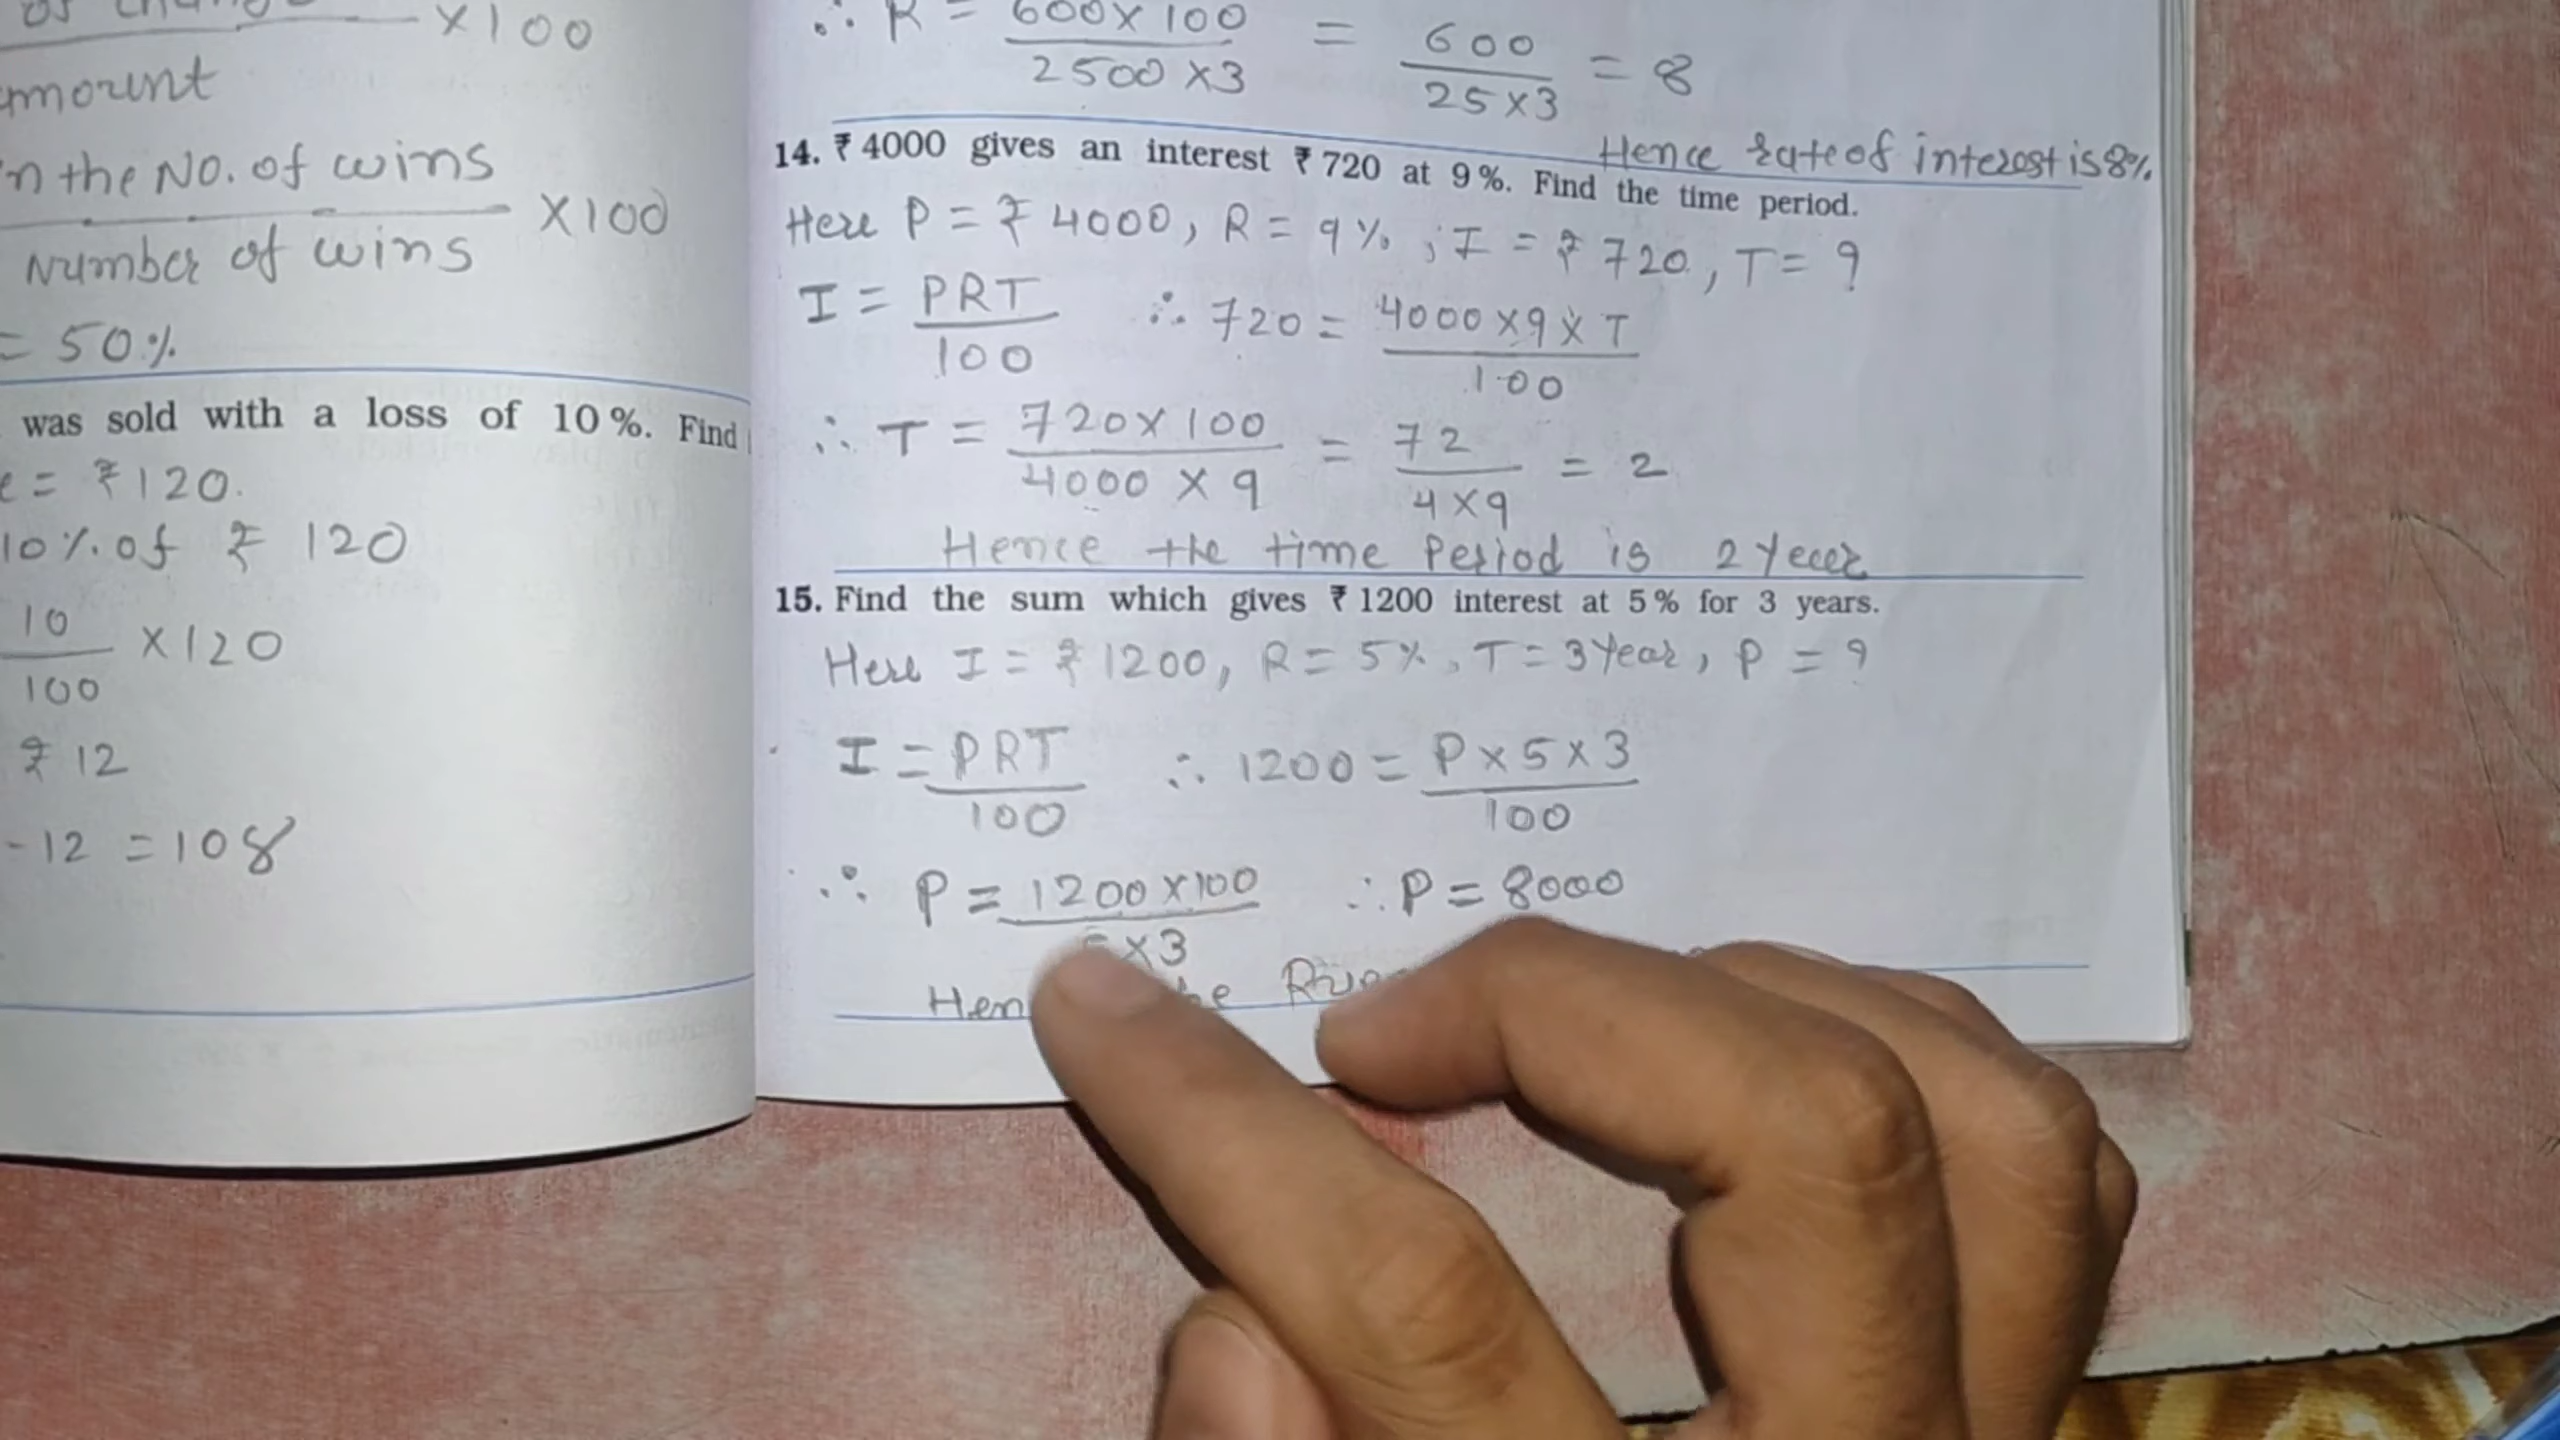 ×100
amount
n the No. of wins
× 100
Number of wins
= 50%
was sold with a loss of 10 %. Find
= ₹120.
10% of ₹ 120
10
× 120
100
₹ 12
- 12 = 108
∴ R = 600 × 100 = 600 = 8
2500 × 3 25 × 3
Hence rate of interest is 8%
14. ₹ 4000 gives an interest ₹ 720 at 9 %. Find the time period.
Here P = ₹ 4000, R = 9%, I = ₹ 720, T = ?
I = PRT ∴ 720 = 4000 × 9 × T
100 100
∴ T = 720 × 100 = 72 = 2
4000 × 9 4 × 9
Hence the time Period is 2 Year
15. Find the sum which gives ₹ 1200 interest at 5 % for 3 years.
Here I = ₹ 1200, R = 5%, T = 3 Year, P = ?
I = PRT ∴ 1200 = P × 5 × 3
100 100
∴ P = 1200 × 100 ∴ P = 8000
5 × 3